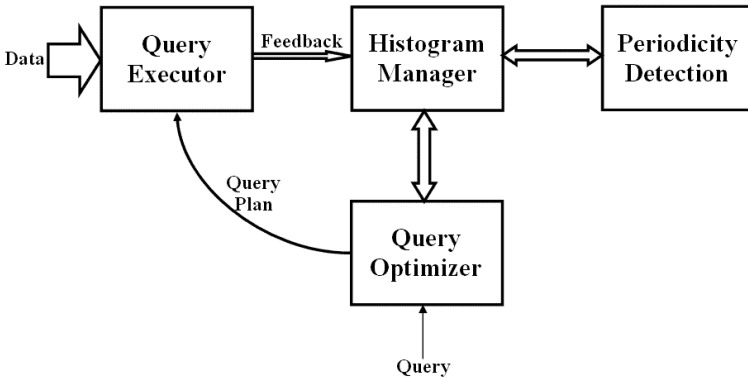 Data
Query
Executor
Feedback
Histogram
Manager
Periodicity
Detection
Query
Plan
Query
Optimizer
Query